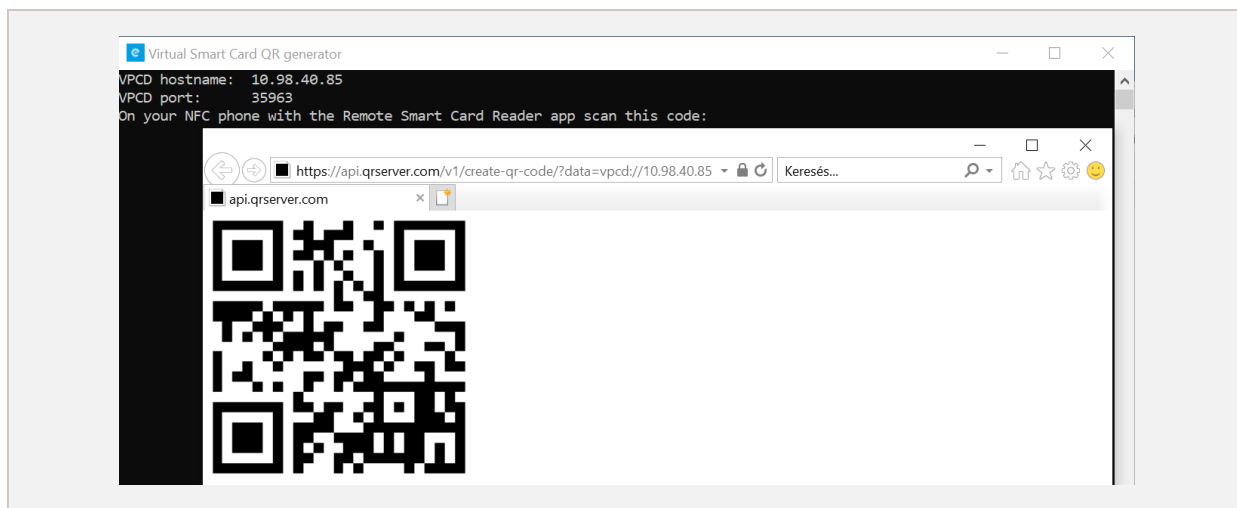 Virtual Smart Card QR generator
VPCD hostname: 10.98.40.85
VPCD port: 35963
On your NFC phone with the Remote Smart Card Reader app scan this code:
https://api.qrserver.com/v1/create-qr-code/?data=vpcd://10.98.40.85 Keresés...
api.qrserver.com